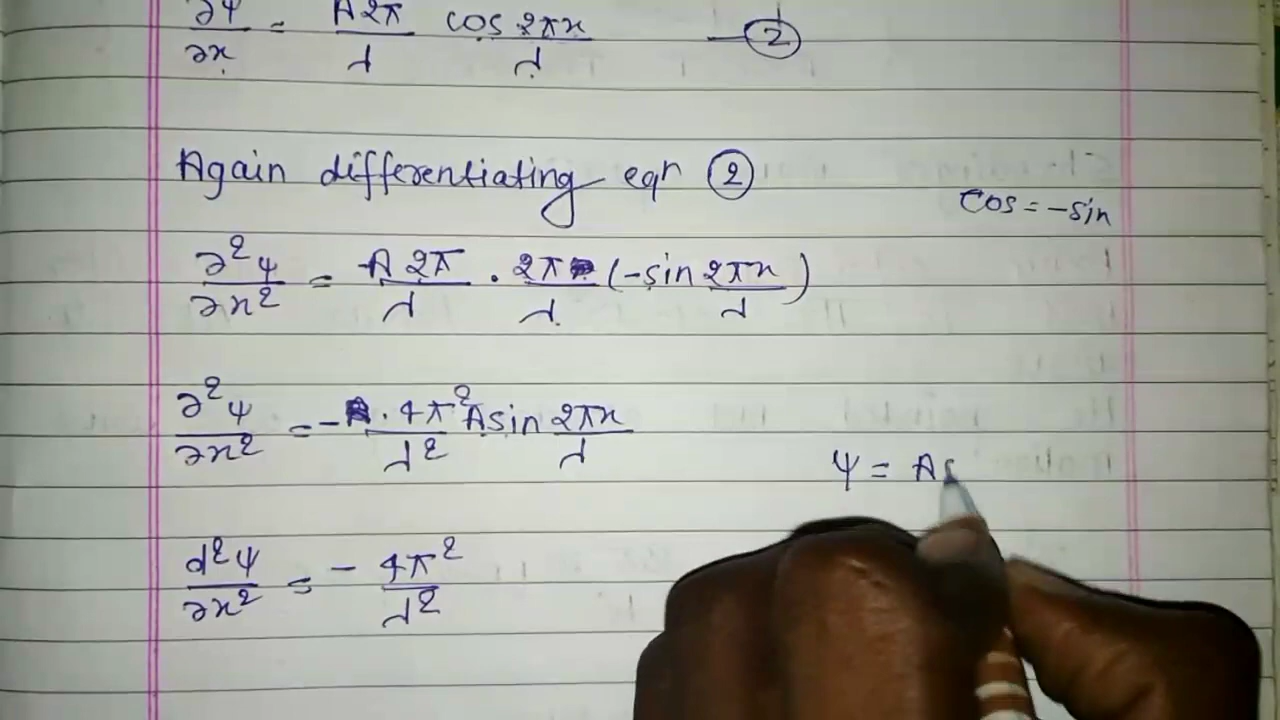 ∂Ψ/∂x = A2π/λ cos 2πx/λ —②
Again differentiating eqn ②
cos = -sin
∂²Ψ/∂x² = A2π/λ . 2π/λ (-sin 2πx/λ)
∂²Ψ/∂x² = - . 4π²/λ² A sin 2πx/λ
Ψ = As
d²Ψ/∂x² = - 4π²/λ²